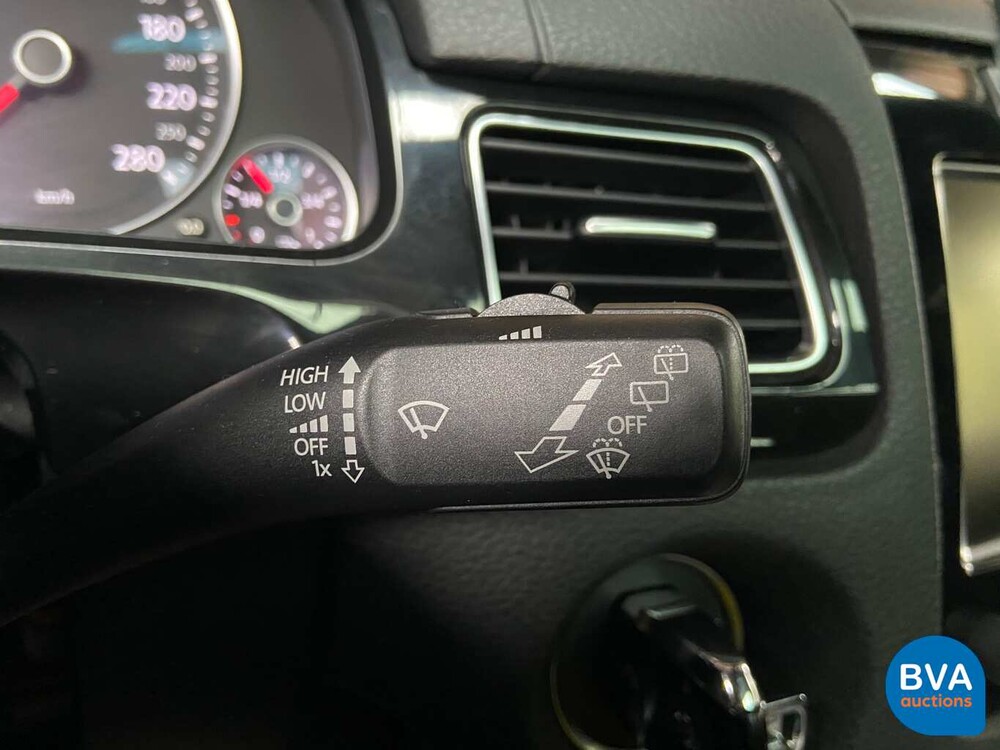 180
200
220
250
280
km/h
HIGH
LOW
OFF
1x
OFF
BVA
auctions